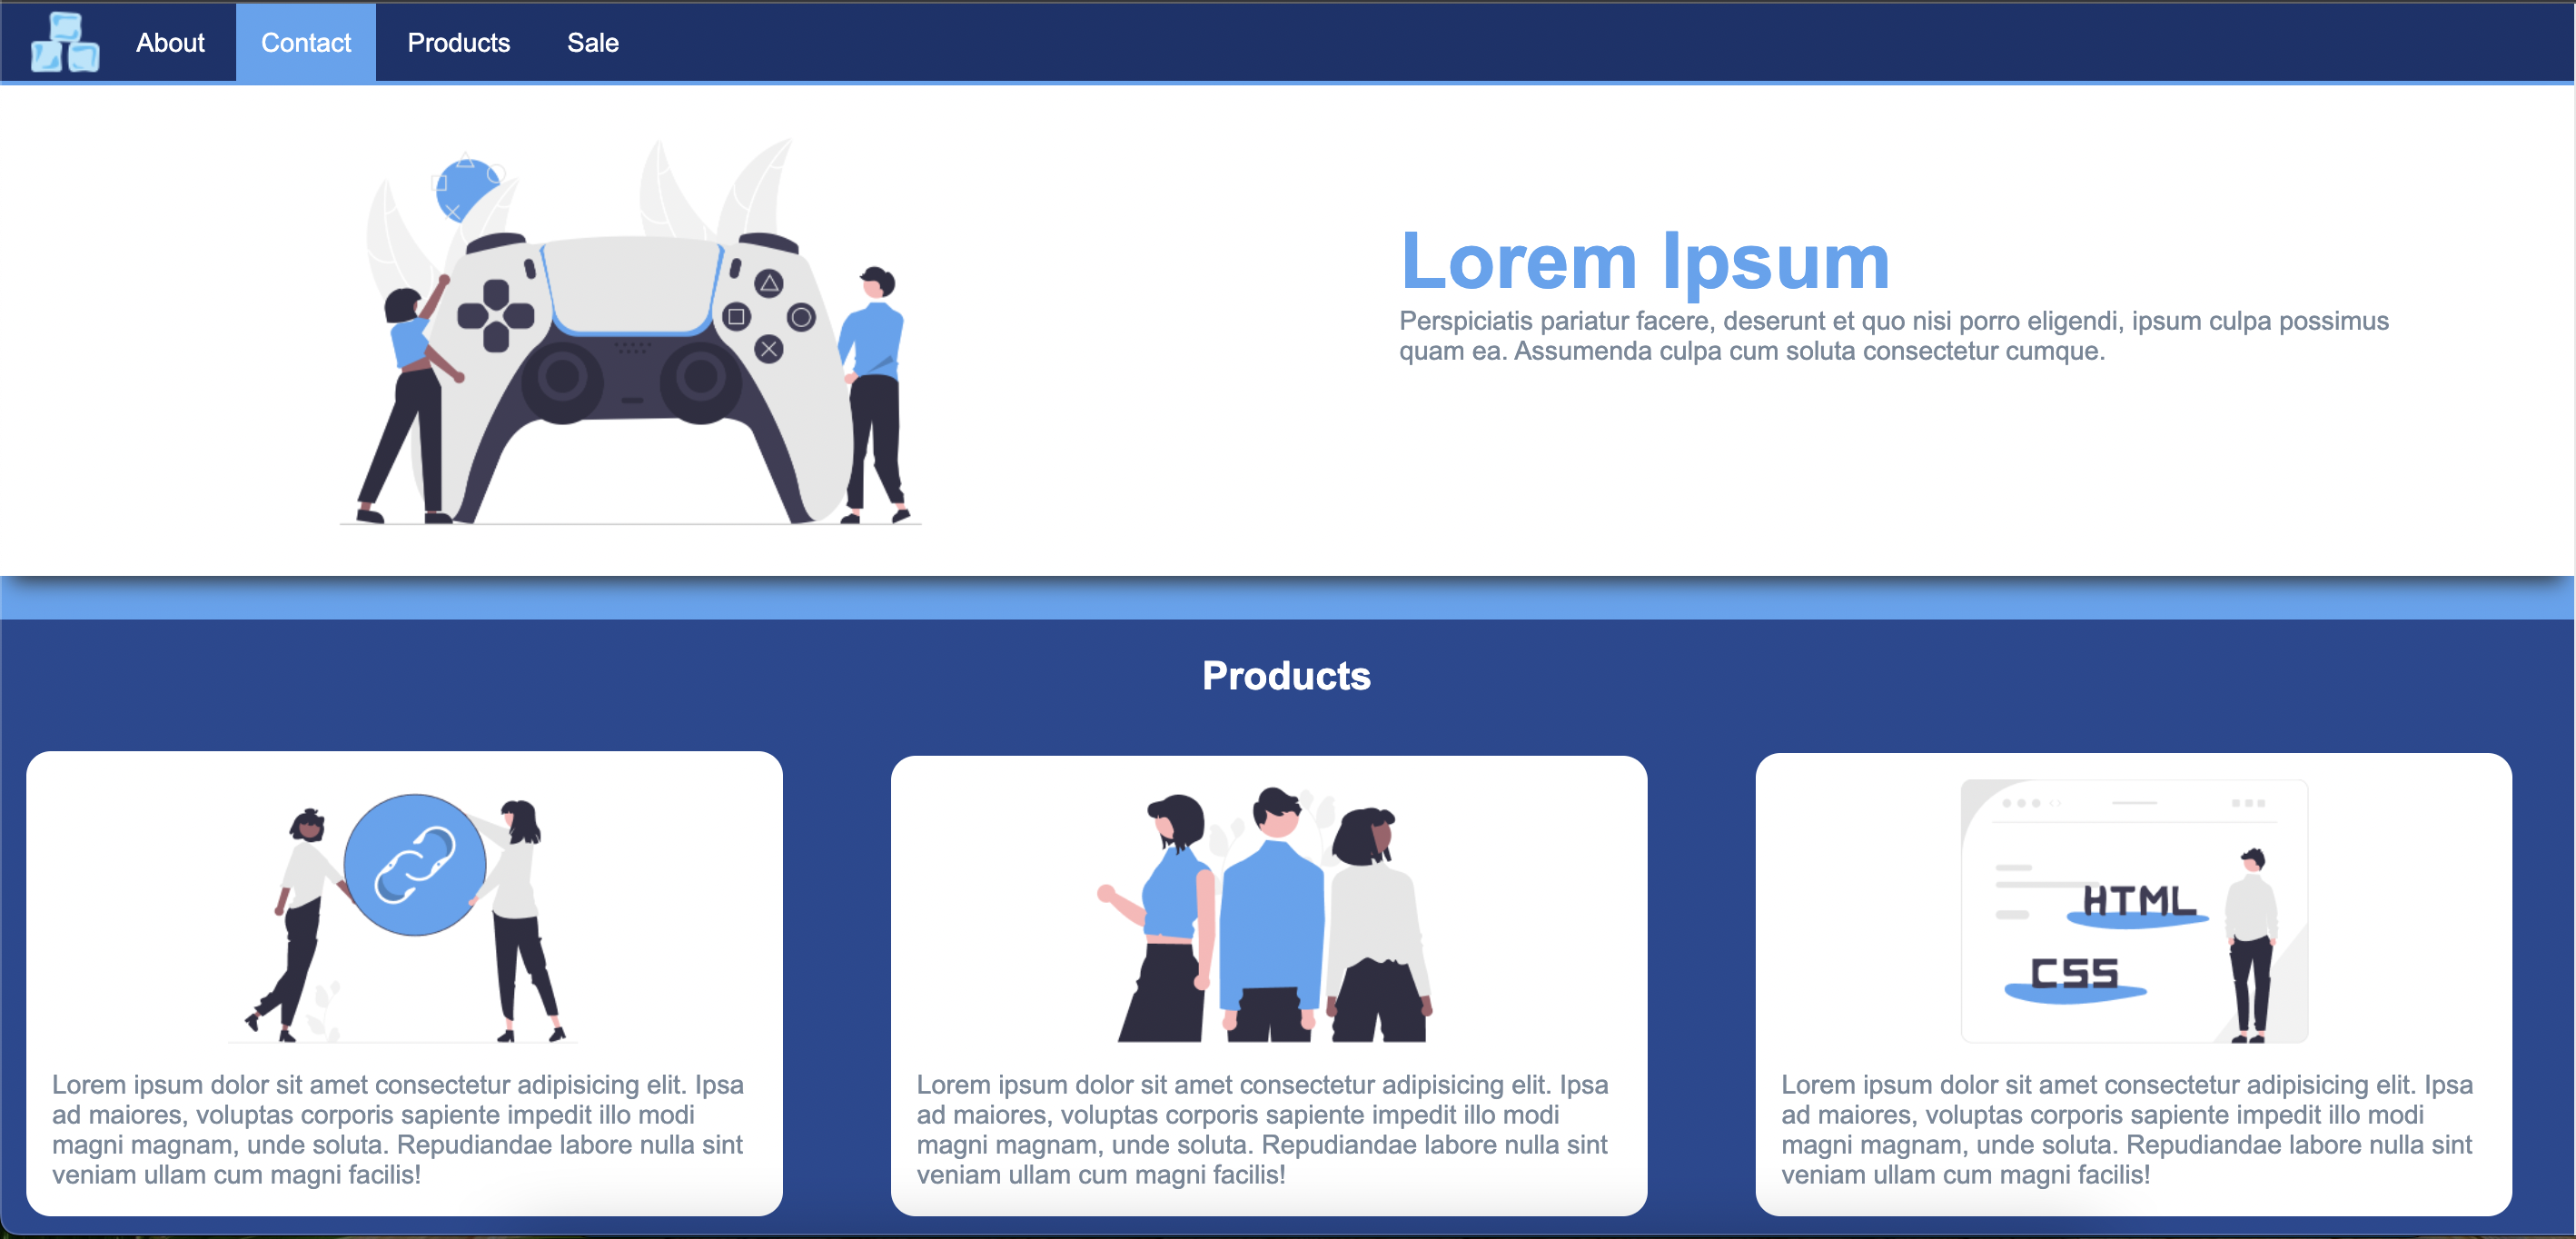 About Contact Products Sale
Lorem Ipsum
Perspiciatis pariatur facere, deserunt et quo nisi porro eligendi, ipsum culpa possimus
quam ea. Assumenda culpa cum soluta consectetur cumque.
Products
Lorem ipsum dolor sit amet consectetur adipisicing elit. Ipsa
ad maiores, voluptas corporis sapiente impedit illo modi
magni magnam, unde soluta. Repudiandae labore nulla sint
veniam ullam cum magni facilis!
Lorem ipsum dolor sit amet consectetur adipisicing elit. Ipsa
ad maiores, voluptas corporis sapiente impedit illo modi
magni magnam, unde soluta. Repudiandae labore nulla sint
veniam ullam cum magni facilis!
HTML
CSS
Lorem ipsum dolor sit amet consectetur adipisicing elit. Ipsa
ad maiores, voluptas corporis sapiente impedit illo modi
magni magnam, unde soluta. Repudiandae labore nulla sint
veniam ullam cum magni facilis!